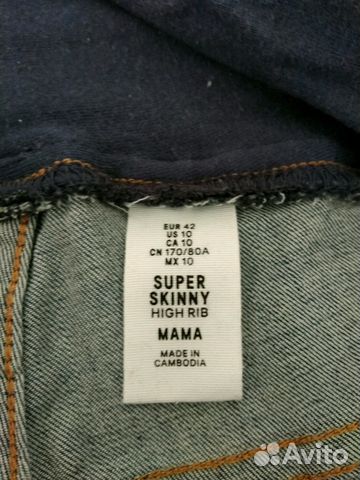 EUR 42
US 10
CA 10
CN 170/80A
MX 10
SUPER
SKINNY
HIGH RIB
MAMA
MADE IN
CAMBODIA
Avito